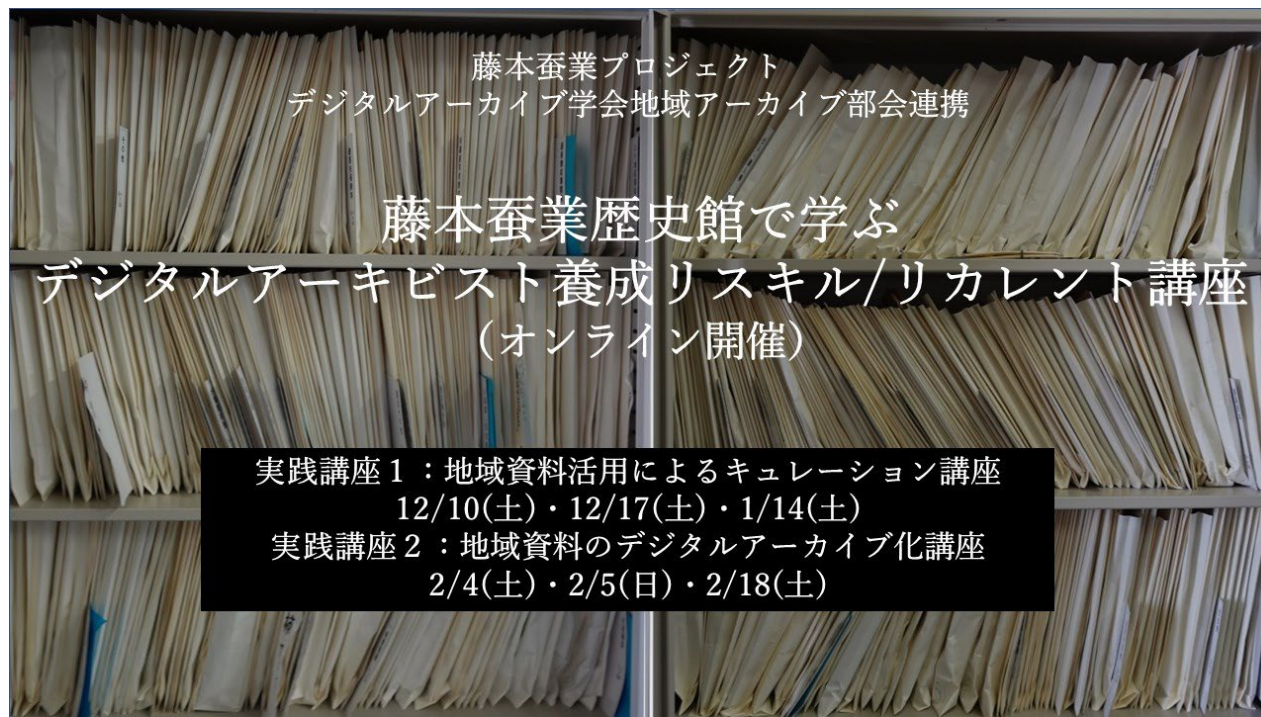 藤本蚕業プロジェクト
デジタルアーカイブ学会地域アーカイブ部会連携
藤本蚕業歴史館で学ぶ
デジタルアーキビスト養成リスキル/リカレント講座
（オンライン開催）
実践講座１：地域資料活用によるキュレーション講座
12/10(土)・12/17(土)・1/14(土)
実践講座２：地域資料のデジタルアーカイブ化講座
2/4(土)・2/5(日)・2/18(土)